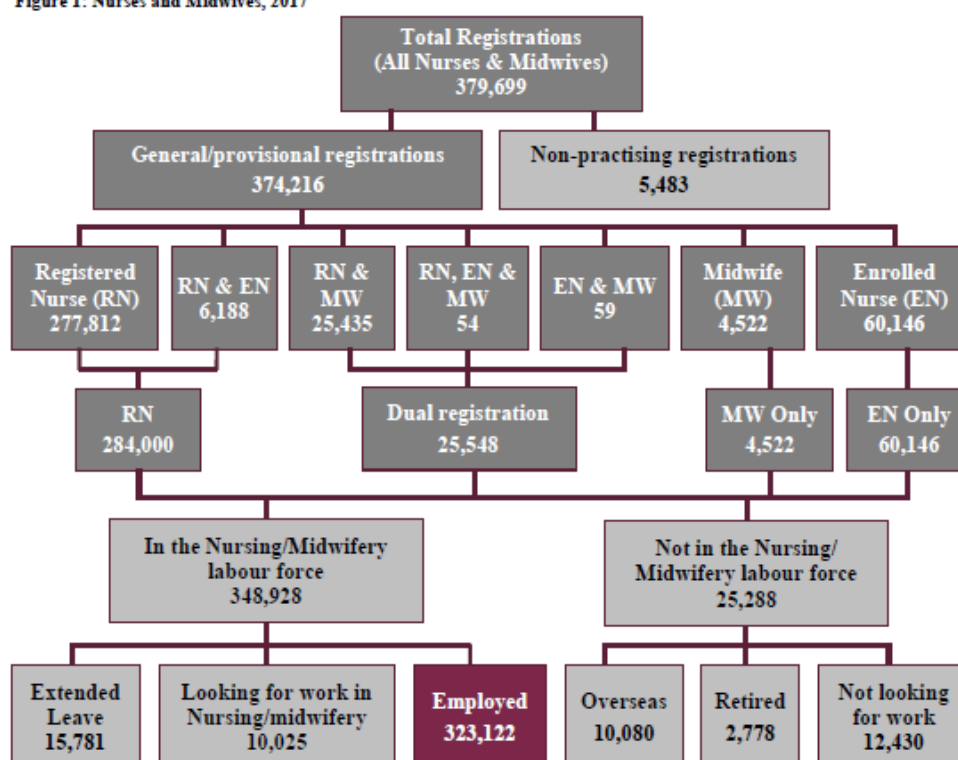 Figure 1: Nurses and Midwives, 2017
Total Registrations
(All Nurses & Midwives)
379,699
General/provisional registrations
374,216
Non-practising registrations
5,483
Registered
Nurse (RN)
277,812
RN & EN
6,188
RN &
MW
25,435
RN, EN &
MW
54
EN & MW
59
Midwife
(MW)
4,522
Enrolled
Nurse (EN)
60,146
RN
284,000
Dual registration
25,548
MW Only
4,522
EN Only
60,146
In the Nursing/Midwifery
labour force
348,928
Not in the Nursing/
Midwifery labour force
25,288
Extended
Leave
15,781
Looking for work in
Nursing/midwifery
10,025
Employed
323,122
Overseas
10,080
Retired
2,778
Not looking
for work
12,430